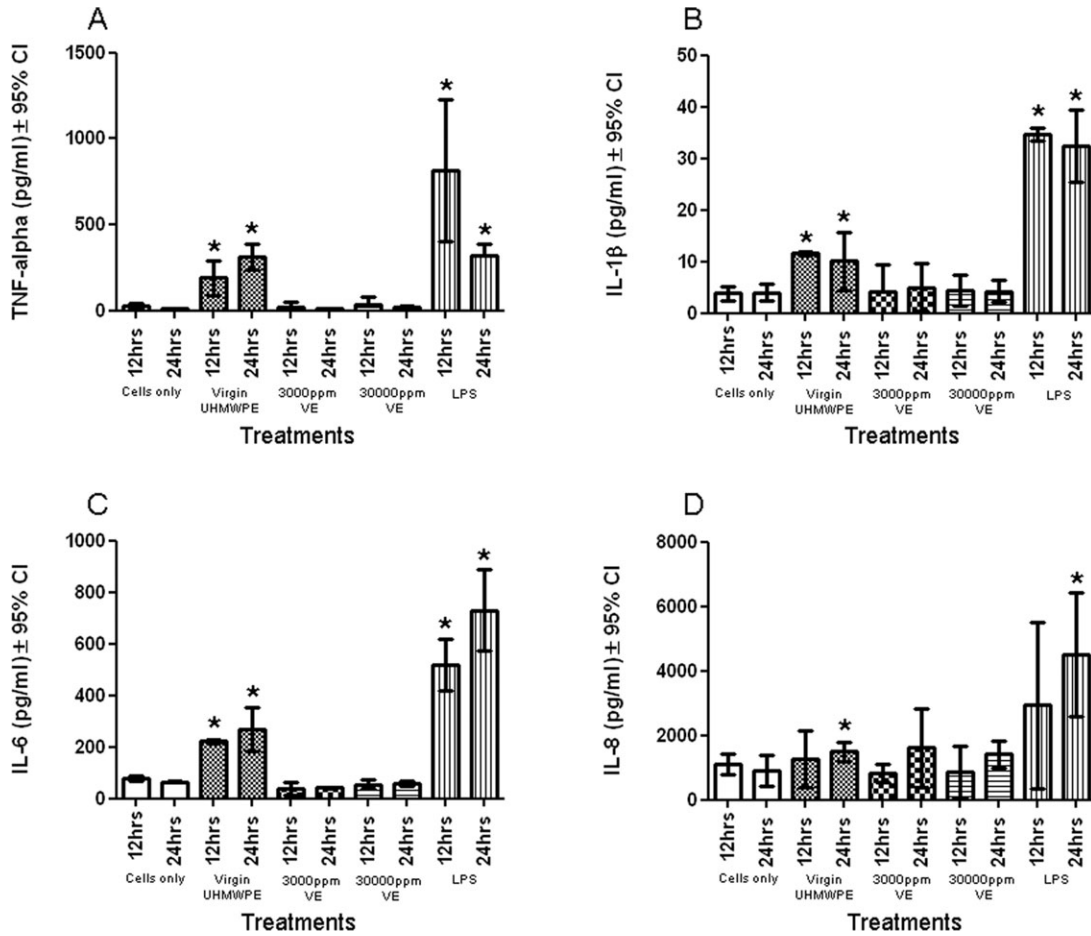 A
TNF-alpha (pg/ml) ± 95% CI
1500
1000
500
0
* * * *
12hrs 24hrs 12hrs 24hrs 12hrs 24hrs 12hrs 24hrs 12hrs 24hrs
Cells only Virgin UHMWPE 3000ppm VE 30000ppm VE LPS
Treatments
B
IL-1β (pg/ml) ± 95% CI
50
40
30
20
10
0
* * * *
12hrs 24hrs 12hrs 24hrs 12hrs 24hrs 12hrs 24hrs 12hrs 24hrs
Cells only Virgin UHMWPE 3000ppm VE 30000ppm VE LPS
Treatments
C
IL-6 (pg/ml) ± 95% CI
1000
800
600
400
200
0
* * * *
12hrs 24hrs 12hrs 24hrs 12hrs 24hrs 12hrs 24hrs 12hrs 24hrs
Cells only Virgin UHMWPE 3000ppm VE 30000ppm VE LPS
Treatments
D
IL-8 (pg/ml) ± 95% CI
8000
6000
4000
2000
0
* *
12hrs 24hrs 12hrs 24hrs 12hrs 24hrs 12hrs 24hrs 12hrs 24hrs
Cells only Virgin UHMWPE 3000ppm VE 30000ppm VE LPS
Treatments